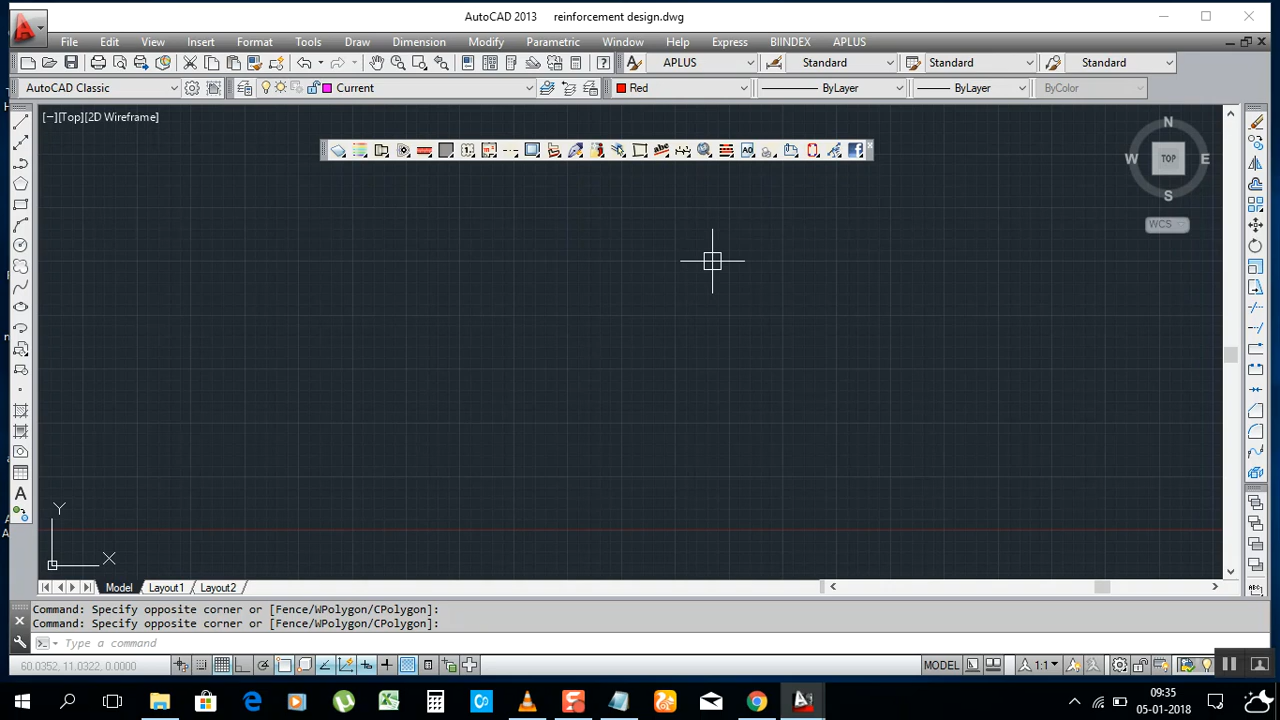 AutoCAD 2013 reinforcement design.dwg
File Edit View Insert Format Tools Draw Dimension Modify Parametric Window Help Express BIINDEX APLUS
APLUS Standard Standard Standard
AutoCAD Classic Current Red ByLayer ByLayer ByColor
[−][Top][2D Wireframe]
N
W TOP E
S
WCS
Y
X
Model Layout1 Layout2
Command: Specify opposite corner or [Fence/WPolygon/CPolygon]:
Command: Specify opposite corner or [Fence/WPolygon/CPolygon]:
Type a command
60.0352, 11.0322, 0.0000 MODEL 1:1
09:35
05-01-2018